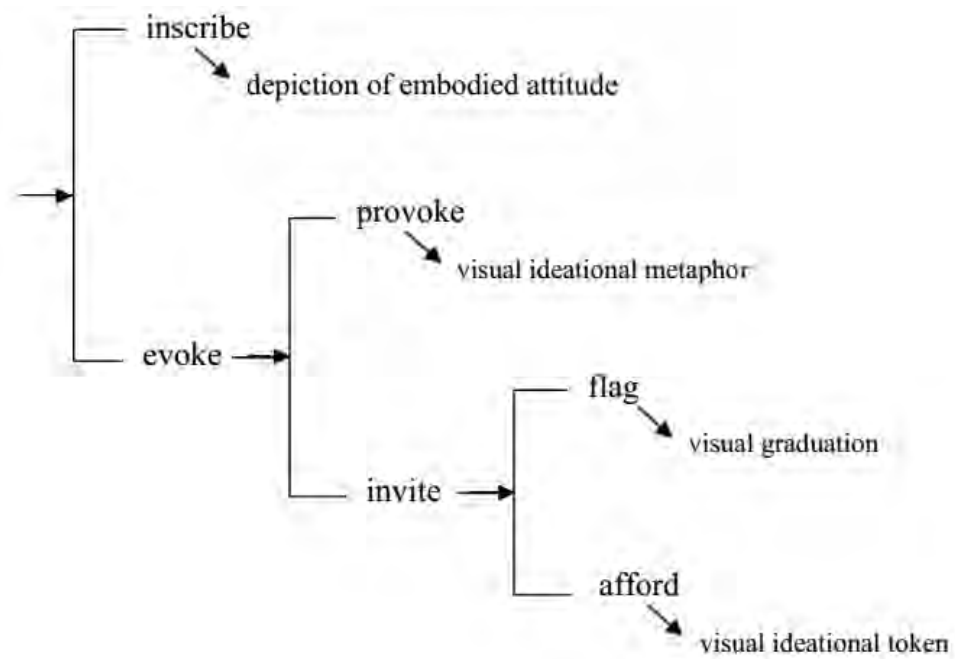 inscribe
depiction of embodied attitude
provoke
visual ideational metaphor
evoke
flag
visual graduation
invite
afford
visual ideational token